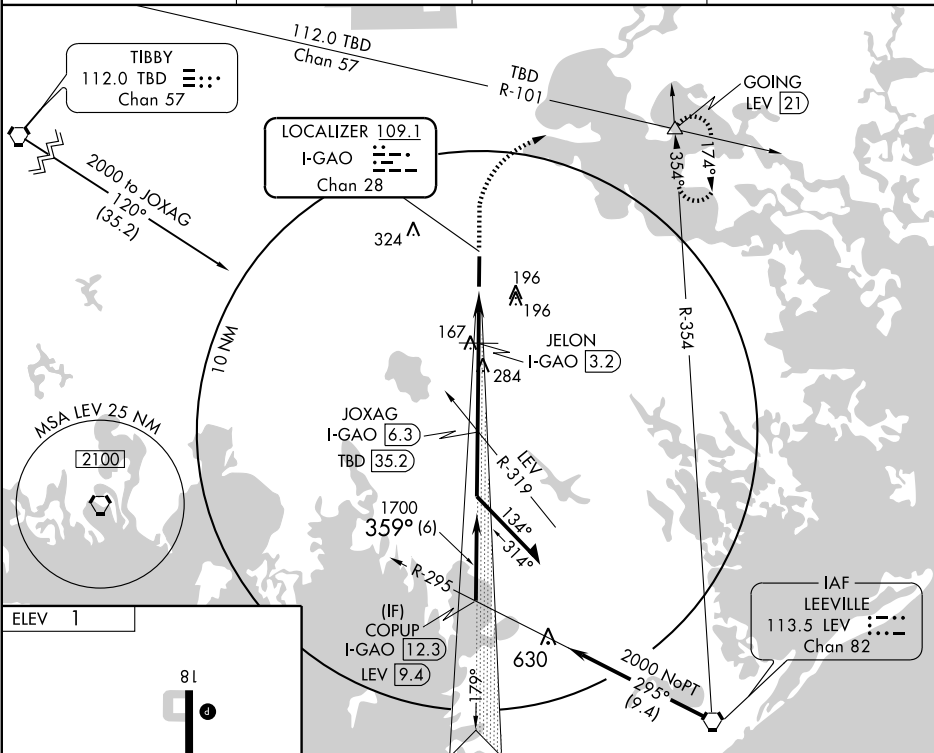 112.0 TBD
Chan 57
TIBBY
112.0 TBD
Chan 57
TBD
R-101
GOING
LEV 21
LOCALIZER 109.1
I-GAO
Chan 28
354°
174°
2000 to JOXAG
120°
(35.2)
324
196
196
R-354
10 NM
167
JELON
I-GAO 3.2
284
MSA LEV 25 NM
2100
JOXAG
I-GAO 6.3
TBD 35.2
LEV
R-319
1700
359° (6)
134°
314°
R-295
(IF)
COPUP
I-GAO 12.3
LEV 9.4
630
2000 NoPT
295°
(9.4)
IAF
LEEVILLE
113.5 LEV
Chan 82
179°
ELEV 1
18
P